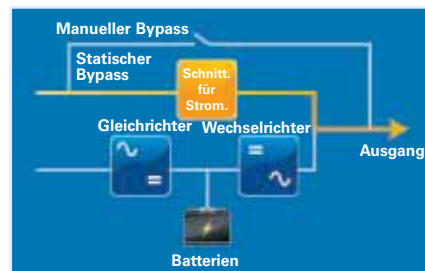 Manueller Bypass
Statischer
Bypass
Schnitt.
für
Strom.
Gleichrichter
Wechselrichter
Ausgang
Batterien